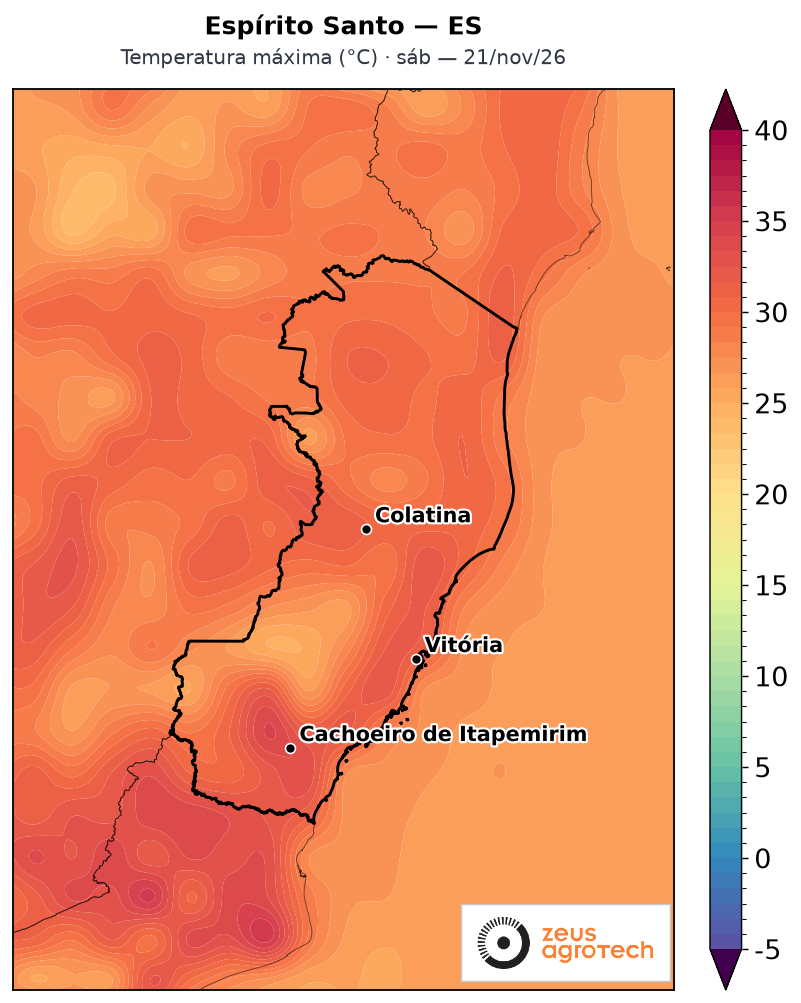 Espírito Santo — ES
Temperatura máxima (°C) · sáb — 21/nov/26
40
35
30
25
20
15
10
5
0
-5
Colatina
Vitória
Cachoeiro de Itapemirim
zeus
agrotech